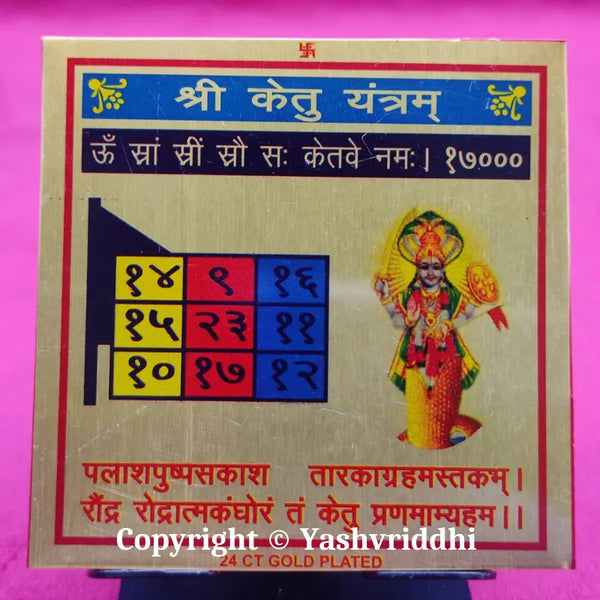 श्री केतु यंत्रम्
ॐ स्रां स्रीं स्रौ सः केतवे नमः। १७०००
१४ ९ १६
१५ २३ ११
१० १७ १२
पलाशपुष्पसकाश तारकाग्रहमस्तकम्।
रौंद्र रोद्रात्मकंघोरं तं केतु प्रणमाम्यहम।।
Copyright © Yashvriddhi
24 CT GOLD PLATED